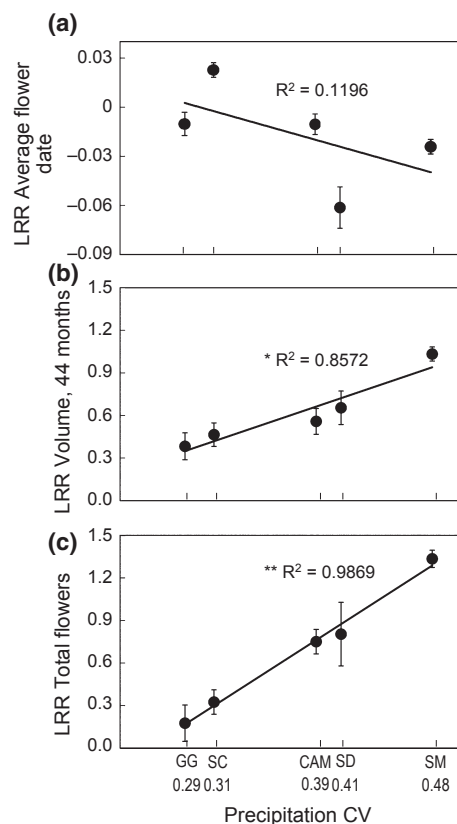 (a)
0.03
0
−0.03
−0.06
−0.09
LRR Average flower
date
R² = 0.1196
(b)
1.5
1.2
0.9
0.6
0.3
0.0
LRR Volume, 44 months
* R² = 0.8572
(c)
1.5
1.2
0.9
0.6
0.3
0.0
LRR Total flowers
** R² = 0.9869
GG SC CAM SD SM
0.29 0.31 0.39 0.41 0.48
Precipitation CV